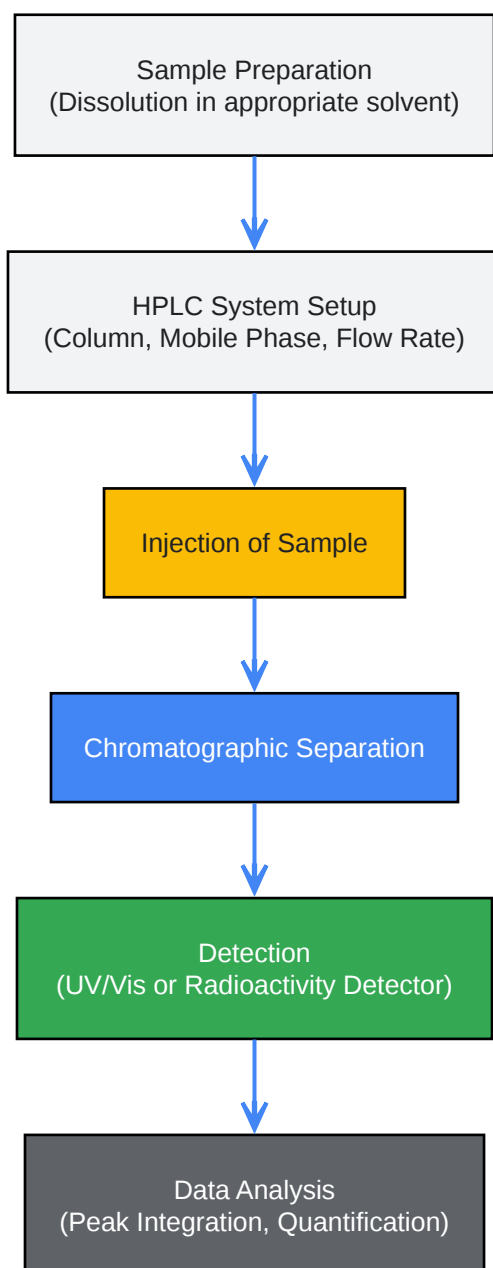 Sample Preparation
(Dissolution in appropriate solvent)
HPLC System Setup
(Column, Mobile Phase, Flow Rate)
Injection of Sample
Chromatographic Separation
Detection
(UV/Vis or Radioactivity Detector)
Data Analysis
(Peak Integration, Quantification)